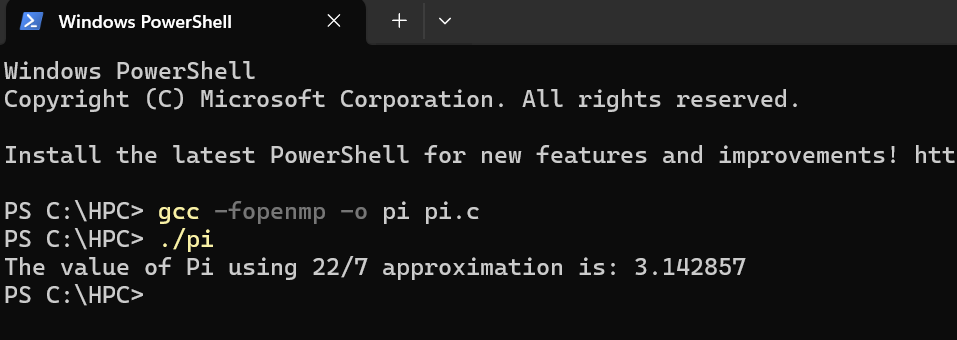 Windows PowerShell
Windows PowerShell
Copyright (C) Microsoft Corporation. All rights reserved.
Install the latest PowerShell for new features and improvements! htt
PS C:\HPC> gcc -fopenmp -o pi pi.c
PS C:\HPC> ./pi
The value of Pi using 22/7 approximation is: 3.142857
PS C:\HPC>